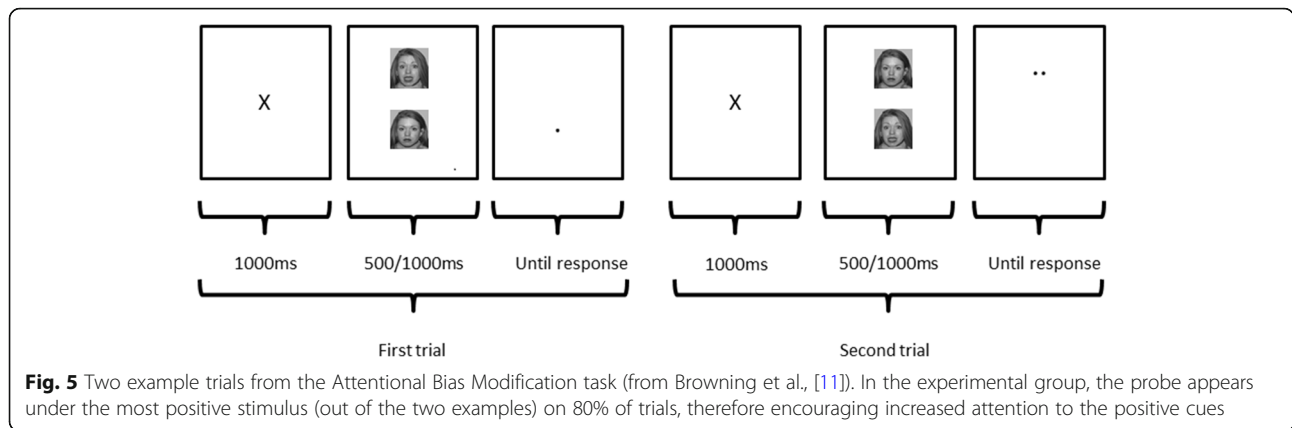 X
X
1000ms
500/1000ms
Until response
1000ms
500/1000ms
Until response
First trial
Second trial
Fig. 5 Two example trials from the Attentional Bias Modification task (from Browning et al., [11]). In the experimental group, the probe appears
under the most positive stimulus (out of the two examples) on 80% of trials, therefore encouraging increased attention to the positive cues